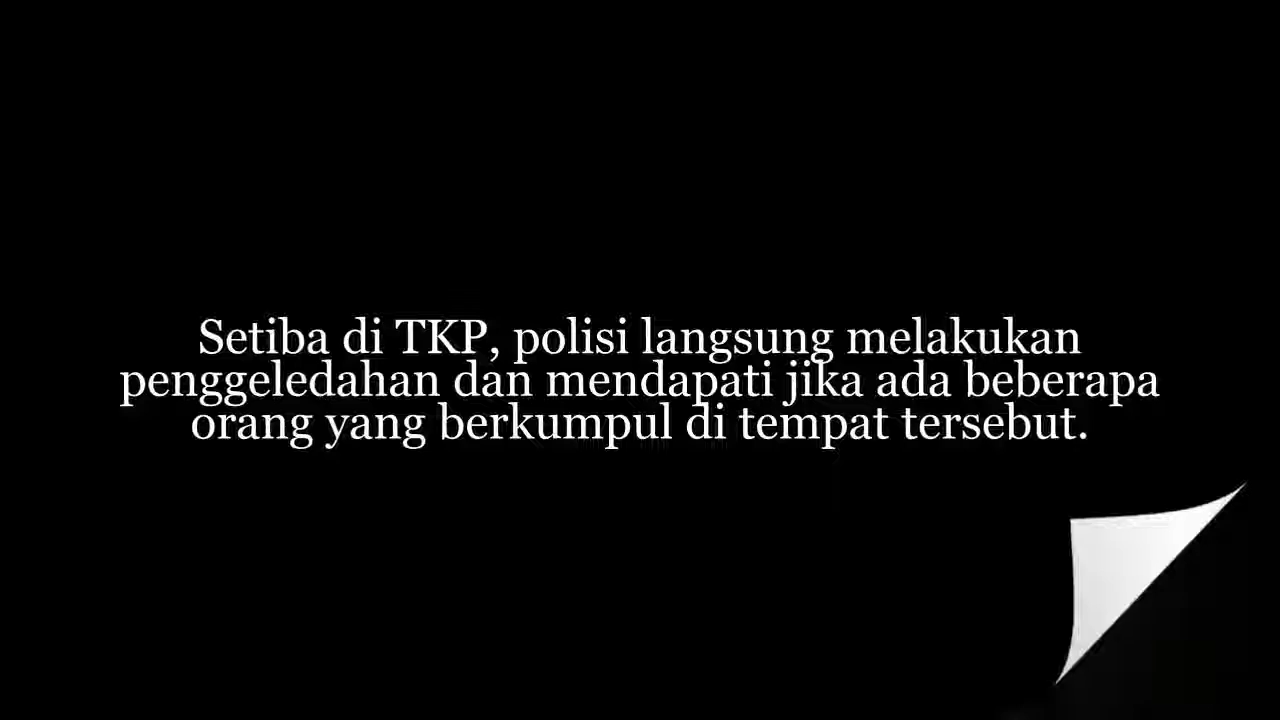 Setiba di TKP, polisi langsung melakukan
penggeledahan dan mendapati jika ada beberapa
orang yang berkumpul di tempat tersebut.